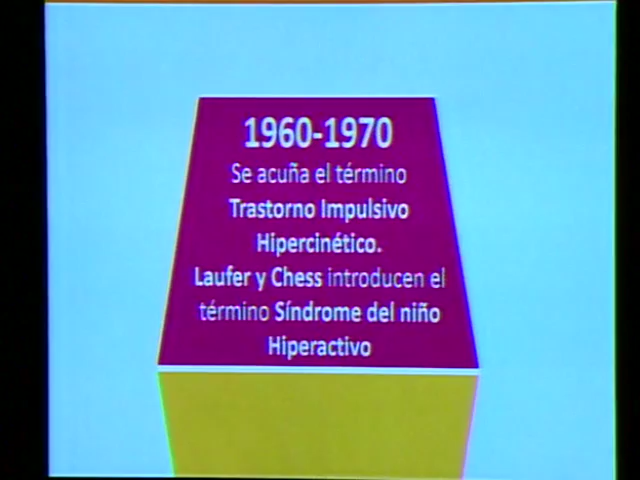 1960-1970
Se acuña el término
Trastorno Impulsivo
Hipercinético.
Laufer y Chess introducen el
término Síndrome del niño
Hiperactivo